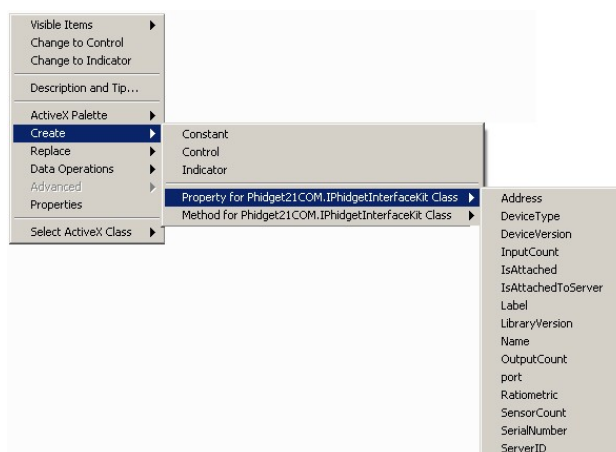 Visible Items
Change to Control
Change to Indicator
Description and Tip...
ActiveX Palette
Create
Replace
Data Operations
Advanced
Properties
Select ActiveX Class
Constant
Control
Indicator
Property for Phidget21COM.IPhidgetInterfaceKit Class
Method for Phidget21COM.IPhidgetInterfaceKit Class
Address
DeviceType
DeviceVersion
InputCount
IsAttached
IsAttachedToServer
Label
LibraryVersion
Name
OutputCount
port
Ratiometric
SensorCount
SerialNumber
ServerID